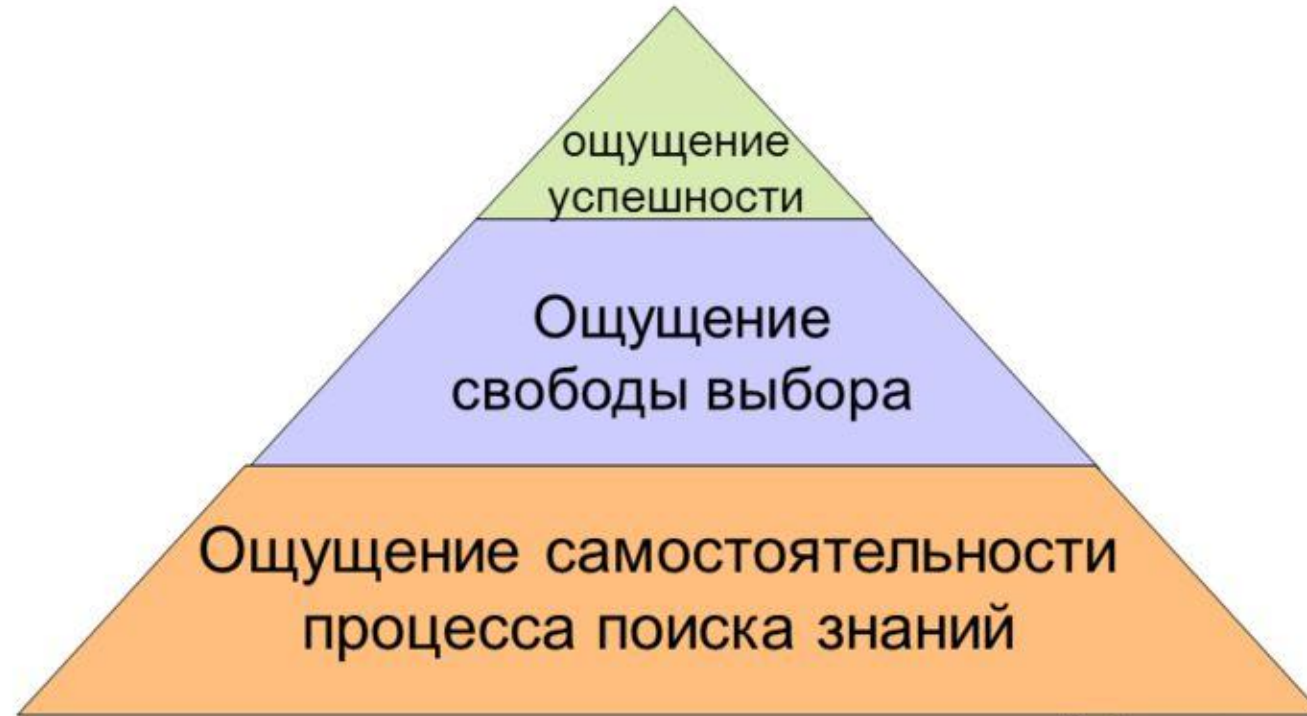 ощущение
успешности
Ощущение
свободы выбора
Ощущение самостоятельности
процесса поиска знаний